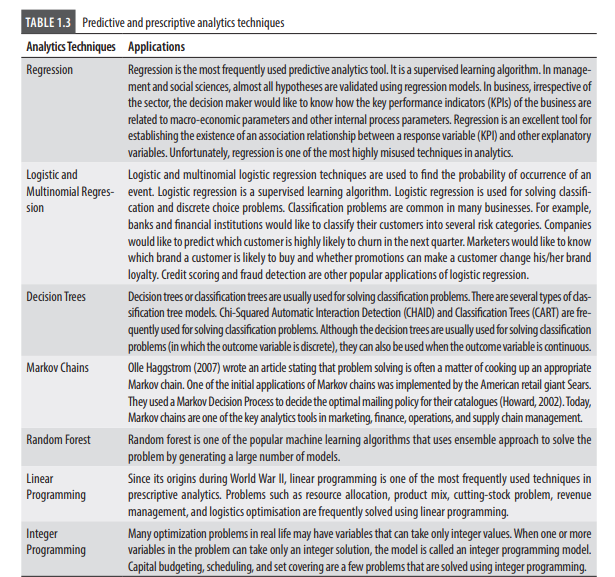 TABLE 1.3 Predictive and prescriptive analytics techniques
Analytics Techniques Applications
Regression
Regression is the most frequently used predictive analytics tool. It is a supervised learning algorithm. In manage-
ment and social sciences, almost all hypotheses are validated using regression models. In business, irrespective of
the sector, the decision maker would like to know how the key performance indicators (KPIs) of the business are
related to macro-economic parameters and other internal process parameters. Regression is an excellent tool for
establishing the existence of an association relationship between a response variable (KPI) and other explanatory
variables. Unfortunately, regression is one of the most highly misused techniques in analytics.
Logistic and
Multinomial Regres-
sion
Logistic and multinomial logistic regression techniques are used to find the probability of occurrence of an
event. Logistic regression is a supervised learning algorithm. Logistic regression is used for solving classifi-
cation and discrete choice problems. Classification problems are common in many businesses. For example,
banks and financial institutions would like to classify their customers into several risk categories. Companies
would like to predict which customer is highly likely to churn in the next quarter. Marketers would like to know
which brand a customer is likely to buy and whether promotions can make a customer change his/her brand
loyalty. Credit scoring and fraud detection are other popular applications of logistic regression.
Decision Trees
Decision trees or classification trees are usually used for solving classification problems. There are several types of clas-
sification tree models. Chi-Squared Automatic Interaction Detection (CHAID) and Classification Trees (CART) are fre-
quently used for solving classification problems. Although the decision trees are usually used for solving classification
problems (in which the outcome variable is discrete), they can also be used when the outcome variable is continuous.
Markov Chains
Olle Haggstrom (2007) wrote an article stating that problem solving is often a matter of cooking up an appropriate
Markov chain. One of the initial applications of Markov chains was implemented by the American retail giant Sears.
They used a Markov Decision Process to decide the optimal mailing policy for their catalogues (Howard, 2002). Today,
Markov chains are one of the key analytics tools in marketing, finance, operations, and supply chain management.
Random Forest
Random forest is one of the popular machine learning algorithms that uses ensemble approach to solve the
problem by generating a large number of models.
Linear
Programming
Since its origins during World War II, linear programming is one of the most frequently used techniques in
prescriptive analytics. Problems such as resource allocation, product mix, cutting-stock problem, revenue
management, and logistics optimisation are frequently solved using linear programming.
Integer
Programming
Many optimization problems in real life may have variables that can take only integer values. When one or more
variables in the problem can take only an integer solution, the model is called an integer programming model.
Capital budgeting, scheduling, and set covering are a few problems that are solved using integer programming.